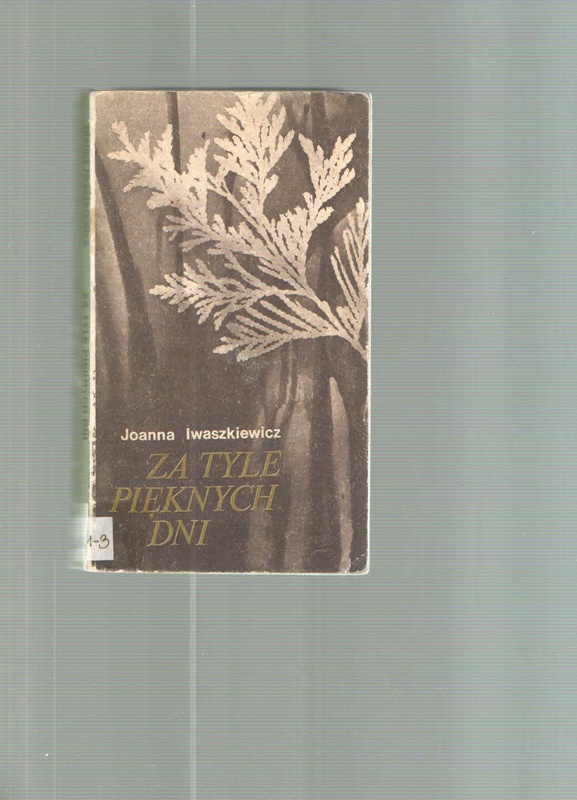 Joanna Iwaszkiewicz
ZA TYLE
PIĘKNYCH
DNI
1-3